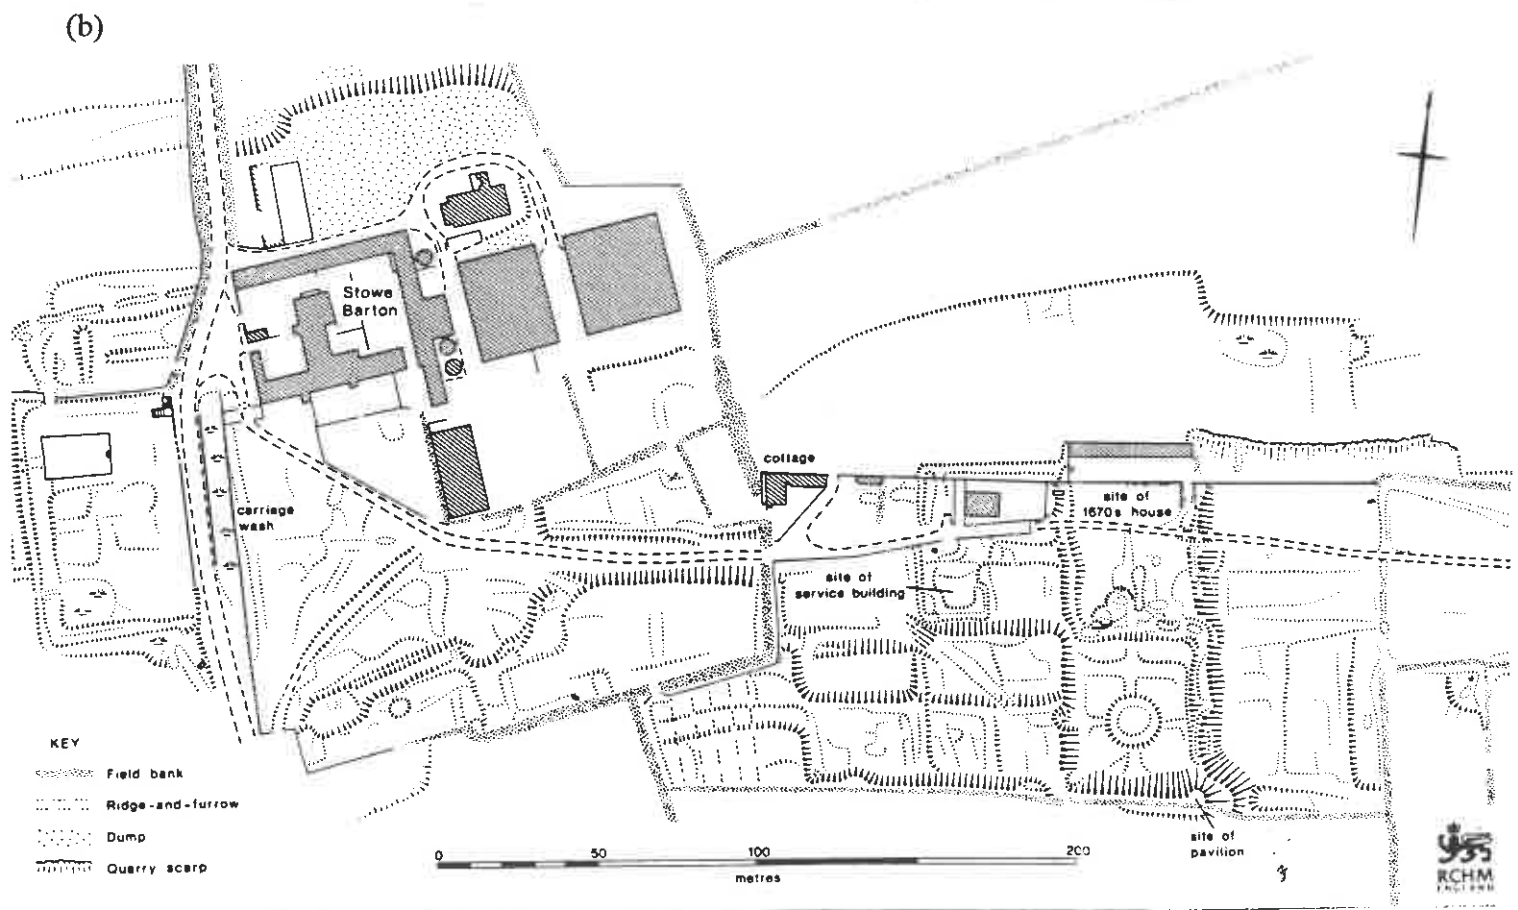 (b)
Stowe
Barton
cottage
site of
1670s house
carriage
wash
site of
service building
KEY
Field bank
Ridge-and-furrow
Dump
Quarry scarp
0 50 100 200
metres
site of
pavilion
RCHM
ENGLAND